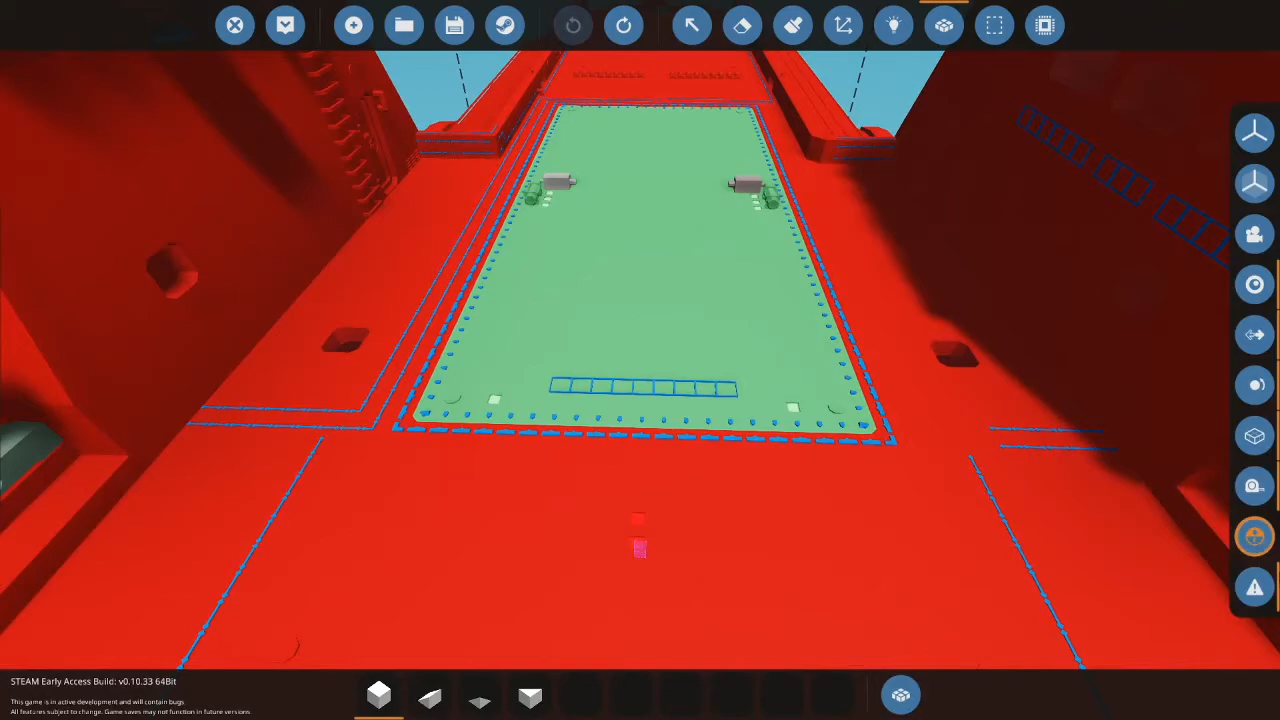 STEAM Early Access Build: v0.10.33 64Bit
This game is in active development and will contain bugs
All features subject to change. Game saves may not function in future versions